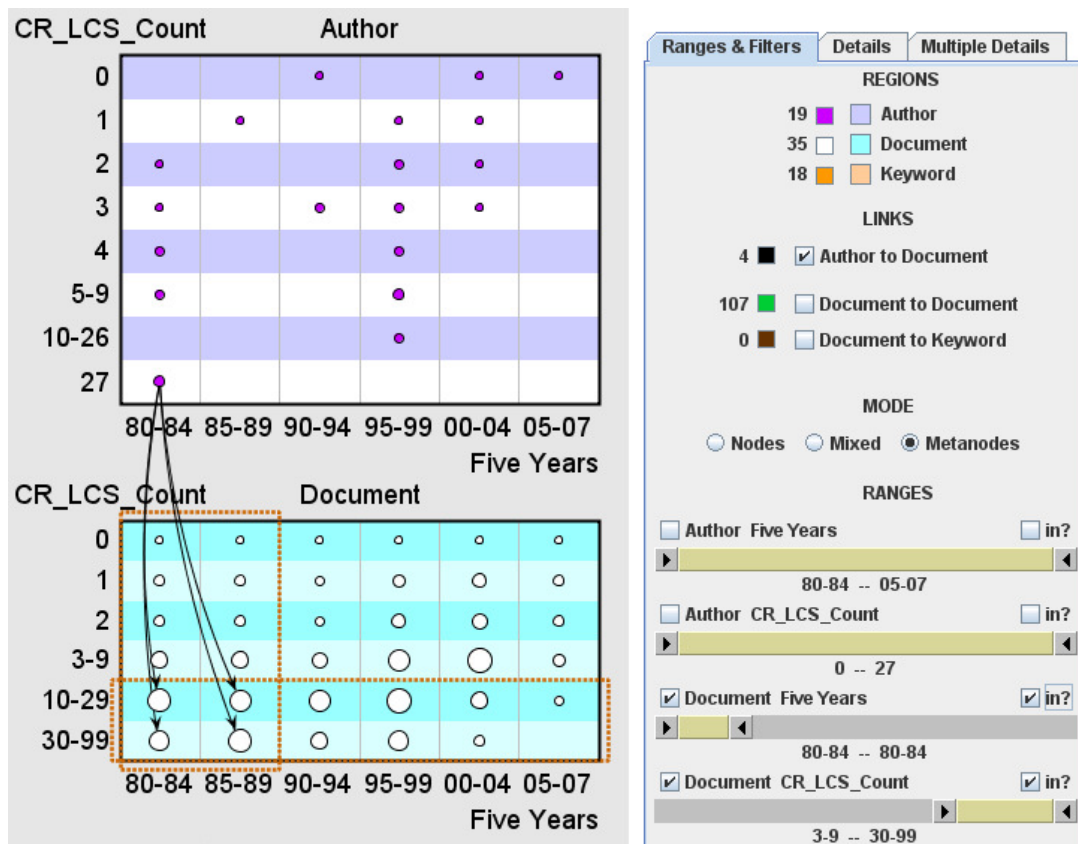 CR_LCS_Count Author
0
1
2
3
4
5-9
10-26
27
80-84 85-89 90-94 95-99 00-04 05-07
Five Years
CR_LCS_Count Document
0
1
2
3-9
10-29
30-99
80-84 85-89 90-94 95-99 00-04 05-07
Five Years
Ranges & Filters Details Multiple Details
REGIONS
19 Author
35 Document
18 Keyword
LINKS
4 Author to Document
107 Document to Document
0 Document to Keyword
MODE
Nodes Mixed Metanodes
RANGES
Author Five Years in?
80-84 -- 05-07
Author CR_LCS_Count in?
0 -- 27
Document Five Years in?
80-84 -- 80-84
Document CR_LCS_Count in?
3-9 -- 30-99